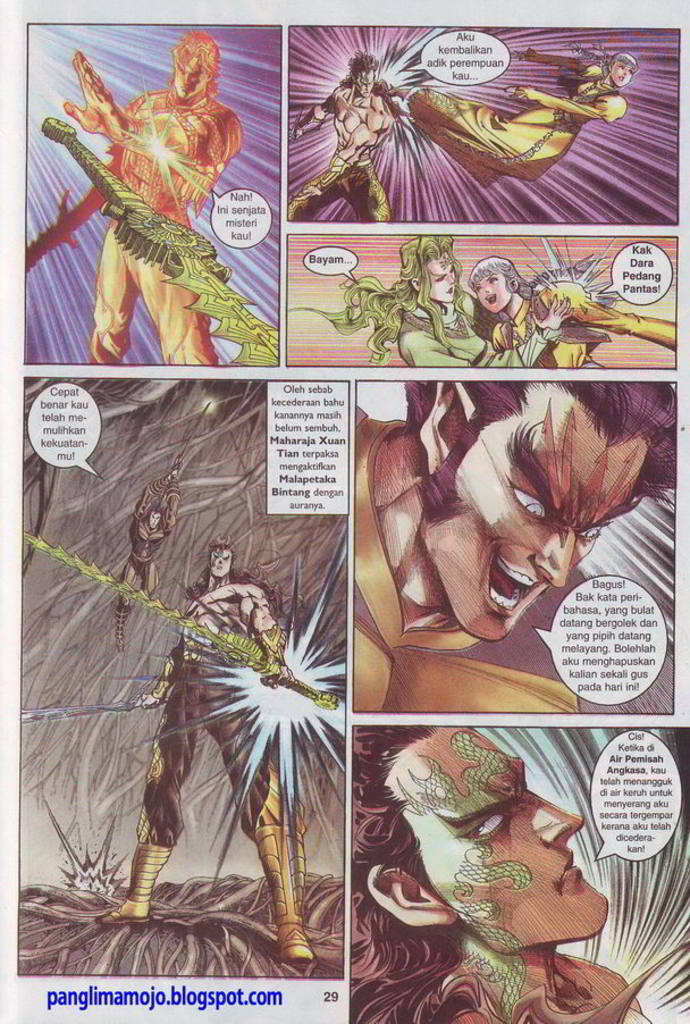 Nah!
Ini senjata
misteri
kau!
Aku
kembalikan
adik perempuan
kau...
Bayam...
Kak
Dara
Pedang
Pantas!
Cepat
benar kau
telah me-
mulihkan
kekuatan-
mu!
Oleh sebab
kecederaan bahu
kanannya masih
belum sembuh,
Maharaja Xuan
Tian terpaksa
mengaktifkan
Malapetaka
Bintang dengan
auranya.
Bagus!
Bak kata peri-
bahasa, yang bulat
datang bergolek dan
yang pipih datang
melayang. Bolehlah
aku menghapuskan
kalian sekali gus
pada hari ini!
Cis!
Ketika di
Air Pemisah
Angkasa, kau
telah menangguk
di air keruh untuk
menyerang aku
secara tergempar
kerana aku telah
dicedera-
kan!
panglimamojo.blogspot.com
29